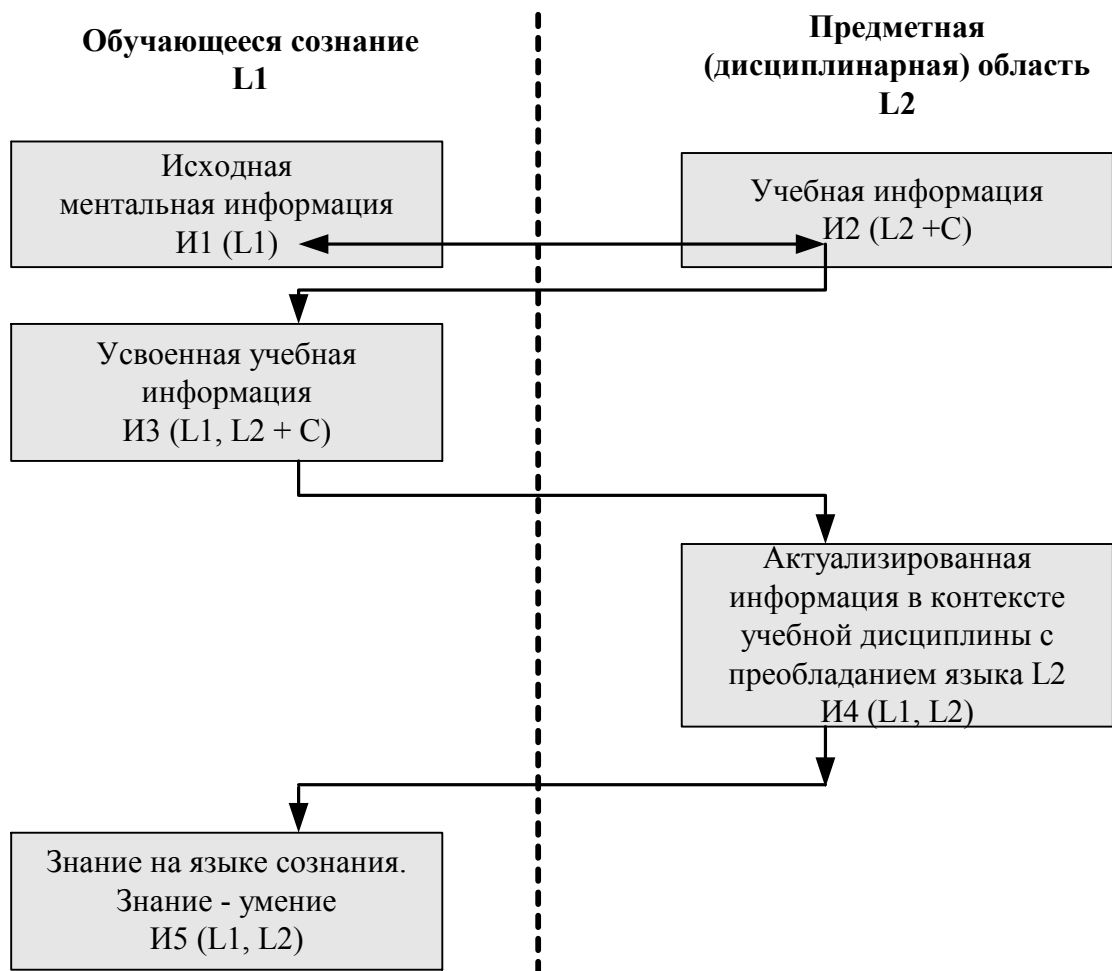 Обучающееся сознание
L1
Предметная
(дисциплинарная) область
L2
Исходная
ментальная информация
И1 (L1)
Учебная информация
И2 (L2 +С)
Усвоенная учебная
информация
И3 (L1, L2 + С)
Актуализированная
информация в контексте
учебной дисциплины с
преобладанием языка L2
И4 (L1, L2)
Знание на языке сознания.
Знание - умение
И5 (L1, L2)